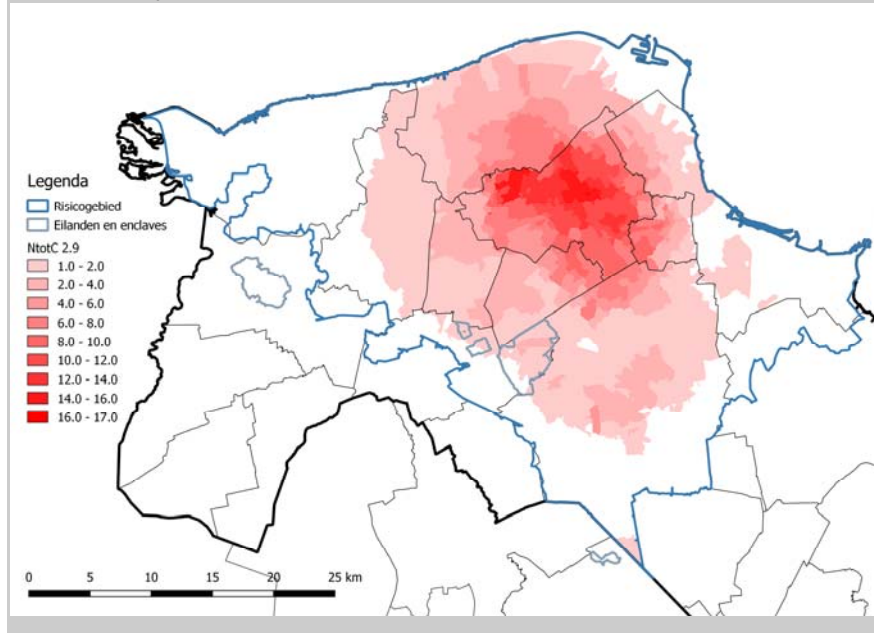 Legenda
Risicogebied
Eilanden en enclaves
NtotC 2.9
1.0 - 2.0
2.0 - 4.0
4.0 - 6.0
6.0 - 8.0
8.0 - 10.0
10.0 - 12.0
12.0 - 14.0
14.0 - 16.0
16.0 - 17.0
0 5 10 15 20 25 km